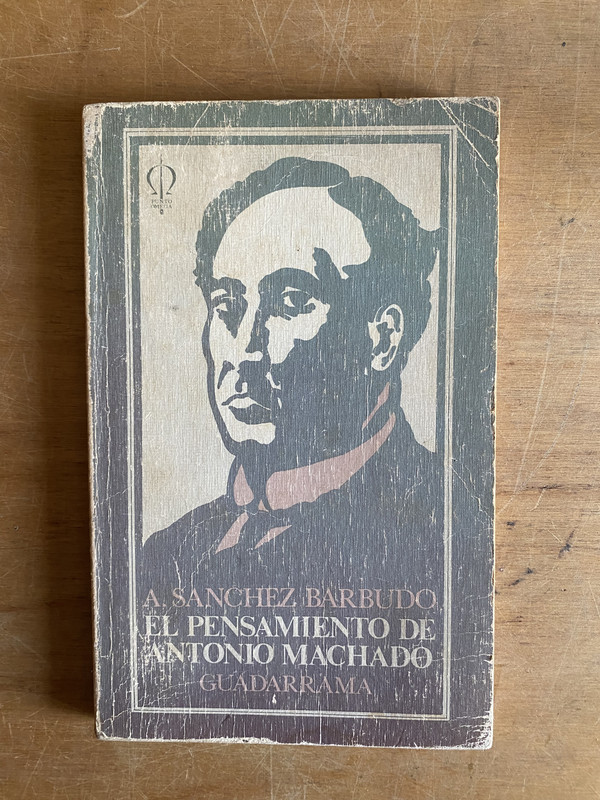 PUNTO
OMEGA
A. SANCHEZ BARBUDO
EL PENSAMIENTO DE
ANTONIO MACHADO
GUADARRAMA